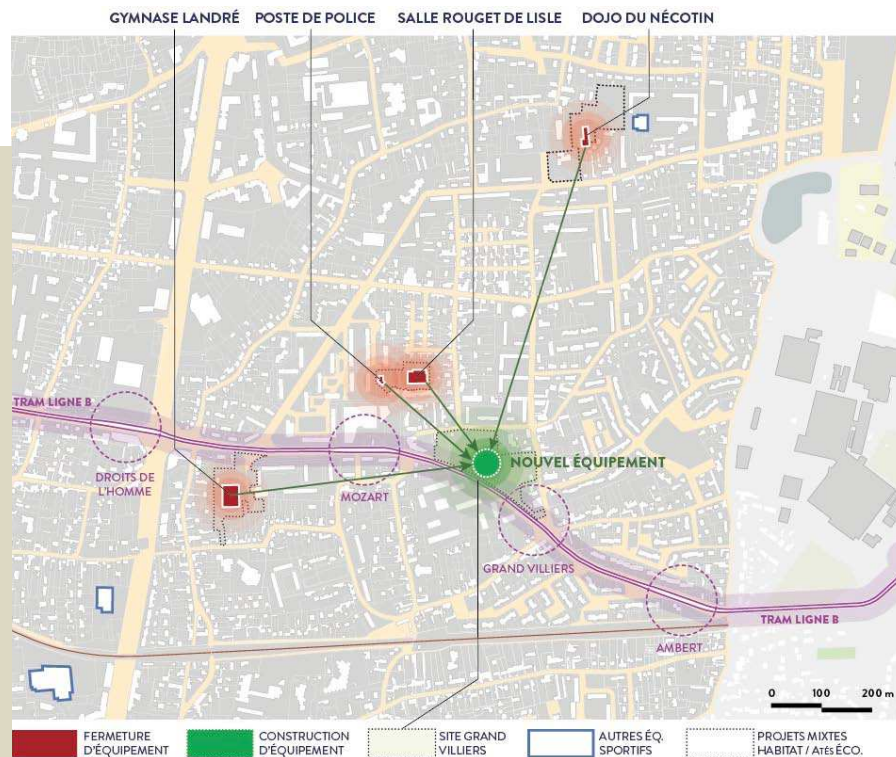 GYMNASE LANDRÉ
POSTE DE POLICE
SALLE ROUGET DE LISLE
DOJO DU NÉCOTIN
TRAM LIGNE B
DROITS DE
L'HOMME
MOZART
NOUVEL ÉQUIPEMENT
GRAND VILLIERS
AMBERT
TRAM LIGNE B
0 100 200 m
FERMETURE
D'ÉQUIPEMENT
CONSTRUCTION
D'ÉQUIPEMENT
SITE GRAND
VILLIERS
AUTRES ÉQ.
SPORTIFS
PROJETS MIXTES
HABITAT / Atés ÉCO.